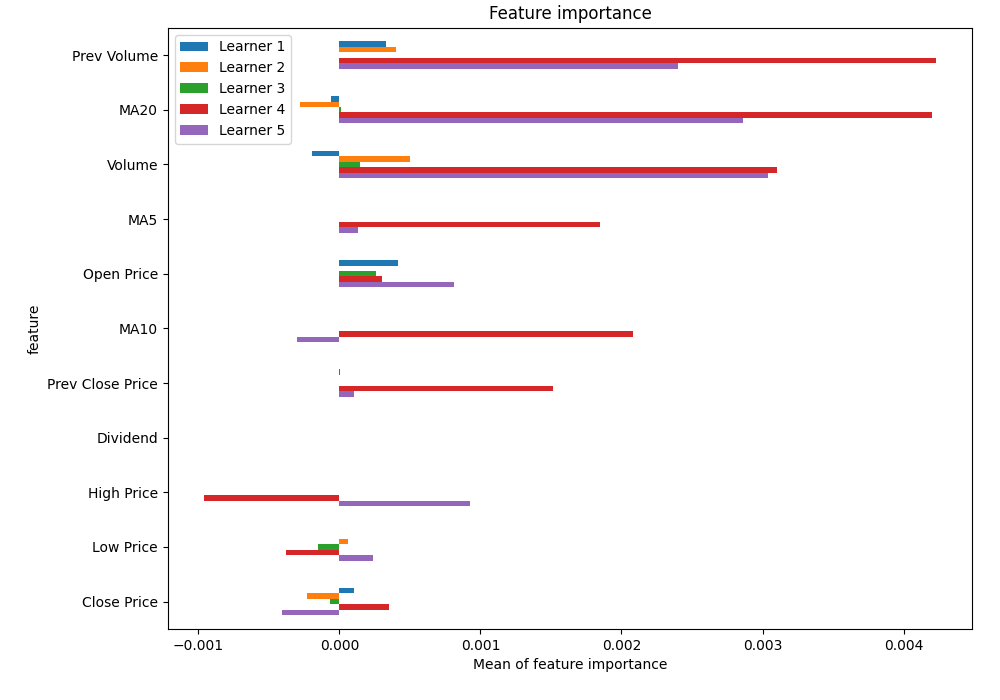 Feature importance
Learner 1
Learner 2
Learner 3
Learner 4
Learner 5
feature
Prev Volume
MA20
Volume
MA5
Open Price
MA10
Prev Close Price
Dividend
High Price
Low Price
Close Price
−0.001 0.000 0.001 0.002 0.003 0.004
Mean of feature importance